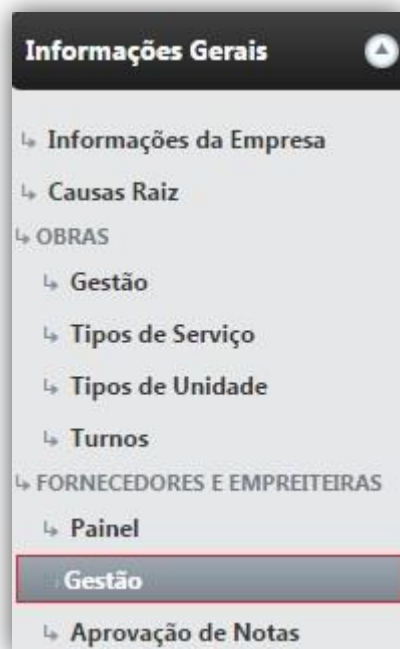 Informações Gerais
Informações da Empresa
Causas Raiz
OBRAS
Gestão
Tipos de Serviço
Tipos de Unidade
Turnos
FORNECEDORES E EMPREITEIRAS
Painel
Gestão
Aprovação de Notas